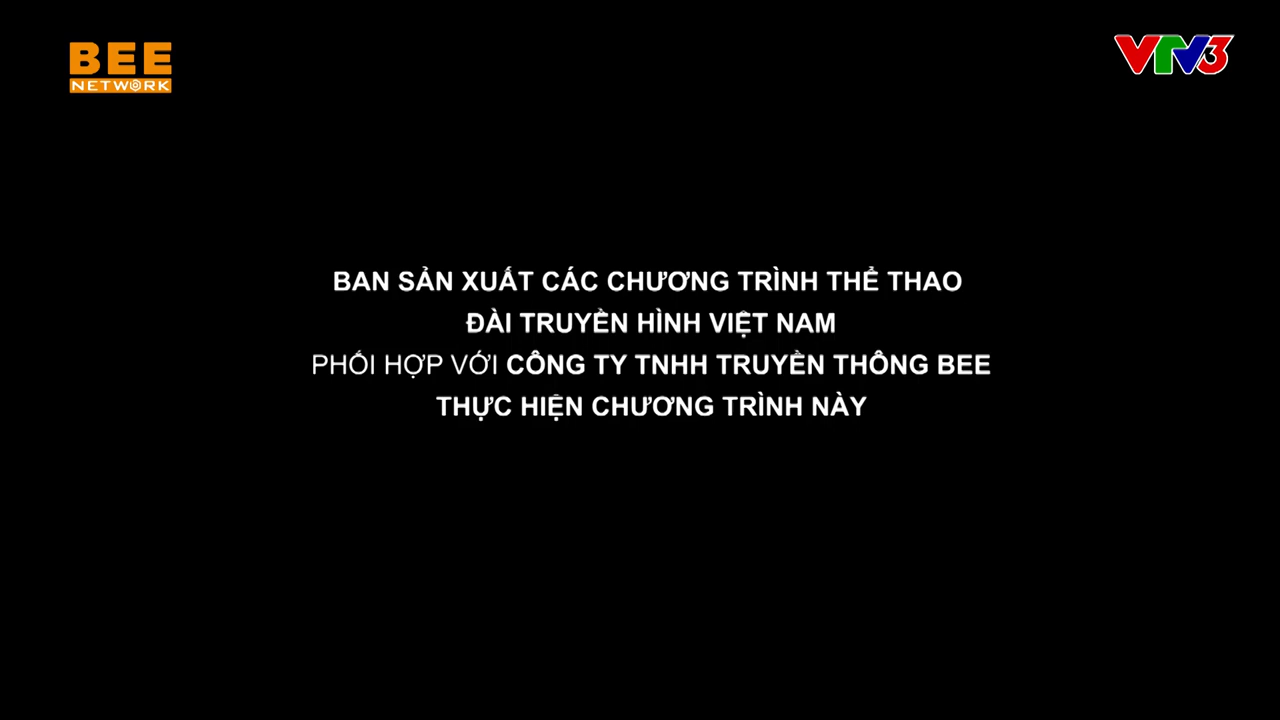 BEE
NETWORK
VTV3
BAN SẢN XUẤT CÁC CHƯƠNG TRÌNH THỂ THAO
ĐÀI TRUYỀN HÌNH VIỆT NAM
PHỐI HỢP VỚI CÔNG TY TNHH TRUYỀN THÔNG BEE
THỰC HIỆN CHƯƠNG TRÌNH NÀY